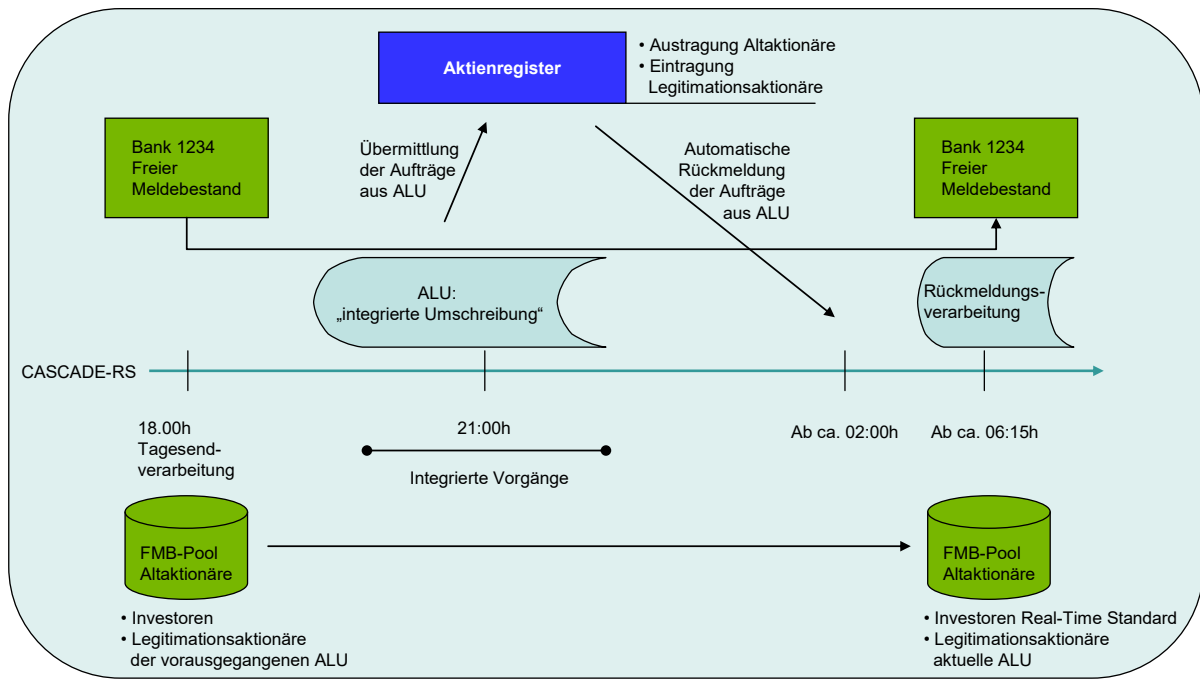 Aktienregister
• Austragung Altaktionäre
• Eintragung
Legitimationsaktionäre
Bank 1234
Freier
Meldebestand
Übermittlung
der Aufträge
aus ALU
Automatische
Rückmeldung
der Aufträge
aus ALU
Bank 1234
Freier
Meldebestand
ALU:
„integrierte Umschreibung“
Rückmeldungs-
verarbeitung
CASCADE-RS
18.00h
Tagesend-
verarbeitung
21:00h
Integrierte Vorgänge
Ab ca. 02:00h
Ab ca. 06:15h
FMB-Pool
Altaktionäre
• Investoren
• Legitimationsaktionäre
der vorausgegangenen ALU
FMB-Pool
Altaktionäre
• Investoren Real-Time Standard
• Legitimationsaktionäre
aktuelle ALU